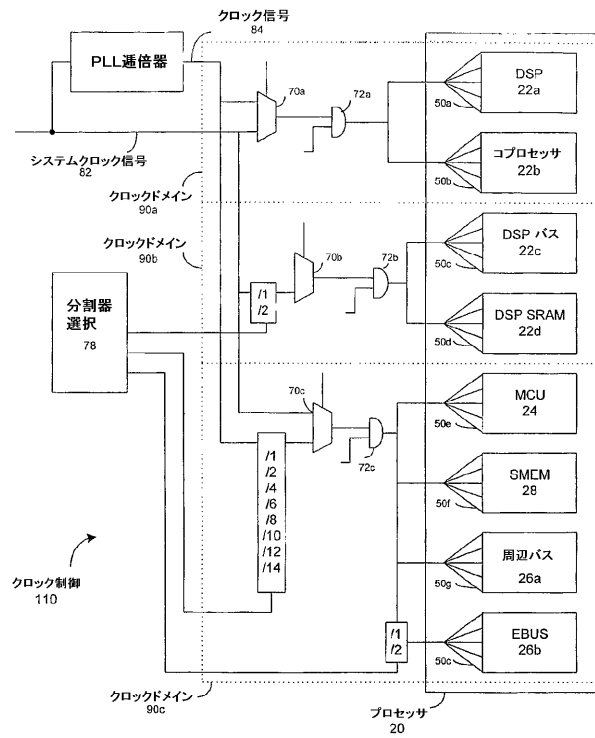 クロック信号
84
PLL逓倍器
70a
72a
50a
DSP
22a
システムクロック信号
82
50b
コプロセッサ
22b
クロックドメイン
90a
クロックドメイン
90b
70b
72b
50c
DSP バス
22c
分割器
選択
78
/1
/2
50d
DSP SRAM
22d
70c
72c
50e
MCU
24
/1
/2
/4
/6
/8
/10
/12
/14
50f
SMEM
28
クロック制御
110
50g
周辺バス
26a
/1
/2
50c
EBUS
26b
クロックドメイン
90c
プロセッサ
20